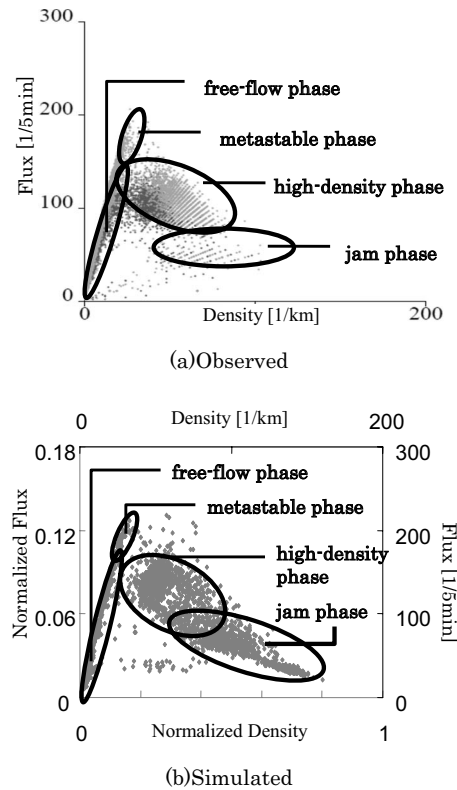 300
free-flow phase
200
metastable phase
Flux [1/5min]
high-density phase
100
jam phase
0
0
Density [1/km]
200
(a)Observed
0
Density [1/km]
200
0.18
300
free-flow phase
metastable phase
0.12
200
Normalized Flux
high-density
phase
Flux [1/5min]
0.06
100
jam phase
0
0
0
Normalized Density
1
(b)Simulated